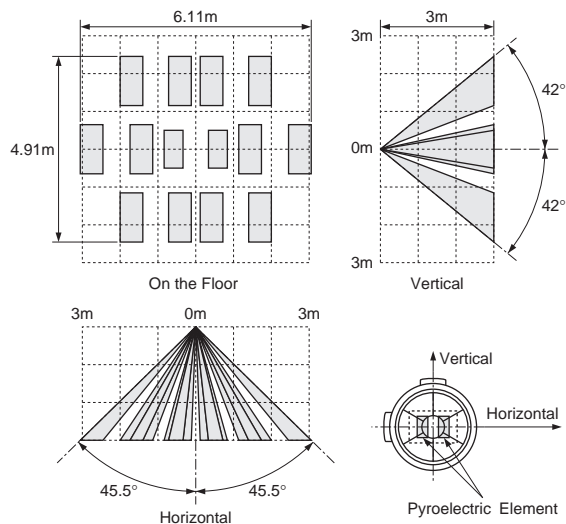 6.11m
4.91m
On the Floor
3m
3m
0m
3m
42°
42°
Vertical
3m
0m
3m
45.5°
45.5°
Horizontal
Vertical
Horizontal
Pyroelectric Element